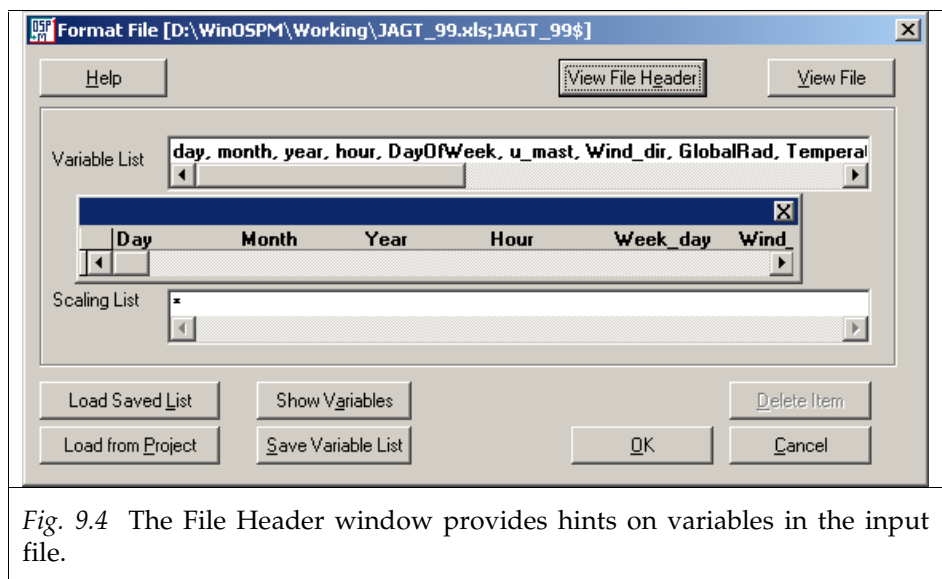 OSP
+M
Format File [D:\WinOSPM\Working\JAGT_99.xls;JAGT_99$]
Help View File Header View File
Variable List day, month, year, hour, DayOfWeek, u_mast, Wind_dir, GlobalRad, Tempera
Day Month Year Hour Week_day Wind_
Scaling List *
Load Saved List Show Variables Delete Item
Load from Project Save Variable List OK Cancel
Fig. 9.4 The File Header window provides hints on variables in the input
file.